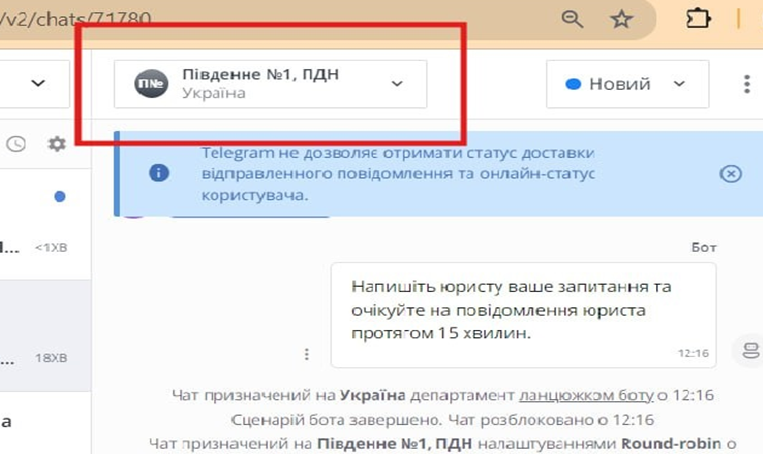 /v2/chats/71780
П№
Південне №1, ПДН
Україна
Новий
Telegram не дозволяє отримати статус доставки
відправленного повідомлення та онлайн-статус
користувача.
<1ХВ
Бот
Напишіть юристу ваше запитання та
очікуйте на повідомлення юриста
протягом 15 хвилин.
12:16
18ХВ
Чат призначений на Україна департамент ланцюжком боту о 12:16
Сценарій бота завершено. Чат розблоковано о 12:16
Чат призначений на Південне №1, ПДН налаштуваннями Round-robin о